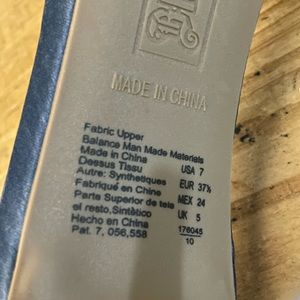 MADE IN CHINA
Fabric Upper
Balance Man Made Materials
Made in China
Dessus Tissu
Autre: Synthetiques
Fabriqué en Chine
Parte Superior de tela
el resto, Sintético
Hecho en China
Pat. 7, 056,558
USA 7
EUR 37½
MEX 24
UK 5
176045
10